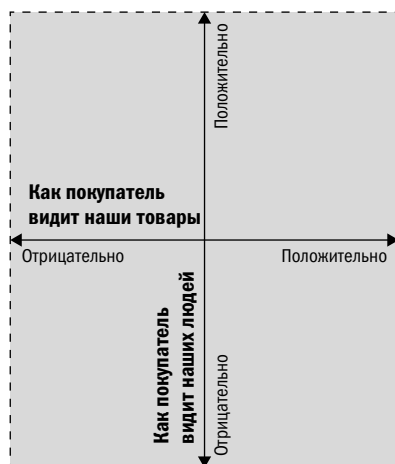 Положительно
Как покупатель
видит наши товары
Отрицательно
Положительно
Как покупатель
видит наших людей
Отрицательно